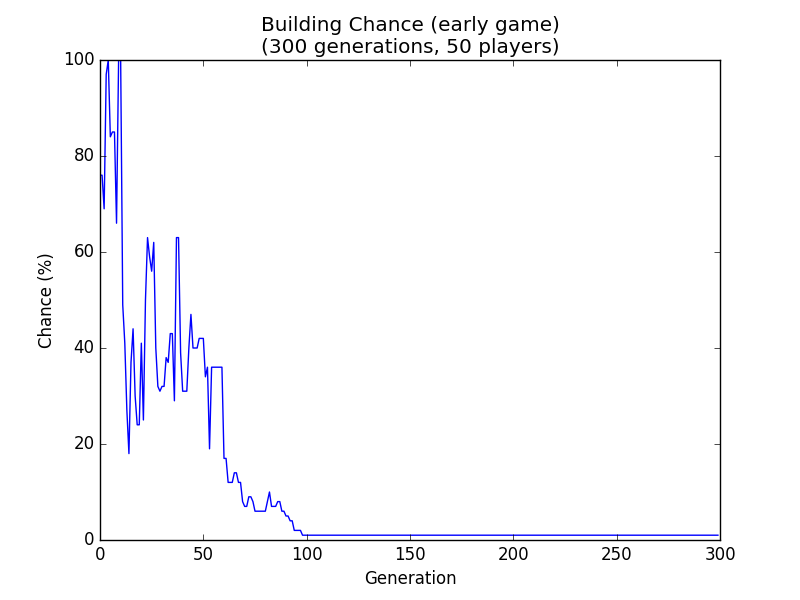 Building Chance (early game)
(300 generations, 50 players)
100
80
60
40
20
0
Chance (%)
0 50 100 150 200 250 300
Generation